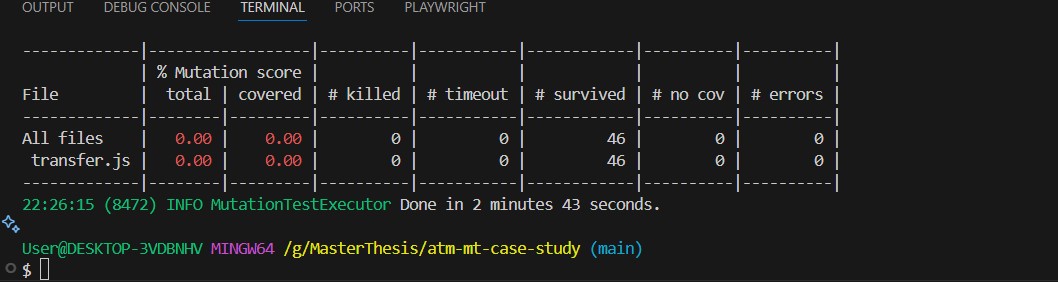 OUTPUT DEBUG CONSOLE TERMINAL PORTS PLAYWRIGHT
-------------|------------------|----------|-----------|------------|----------|----------|
             | % Mutation score |          |           |            |          |          |
File         |  total | covered | # killed | # timeout | # survived | # no cov | # errors |
-------------|--------|---------|----------|-----------|------------|----------|----------|
All files    |   0.00 |    0.00 |        0 |         0 |         46 |        0 |        0 |
 transfer.js |   0.00 |    0.00 |        0 |         0 |         46 |        0 |        0 |
-------------|--------|---------|----------|-----------|------------|----------|----------|
22:26:15 (8472) INFO MutationTestExecutor Done in 2 minutes 43 seconds.
User@DESKTOP-3VDBNHV MINGW64 /g/MasterThesis/atm-mt-case-study (main)
$